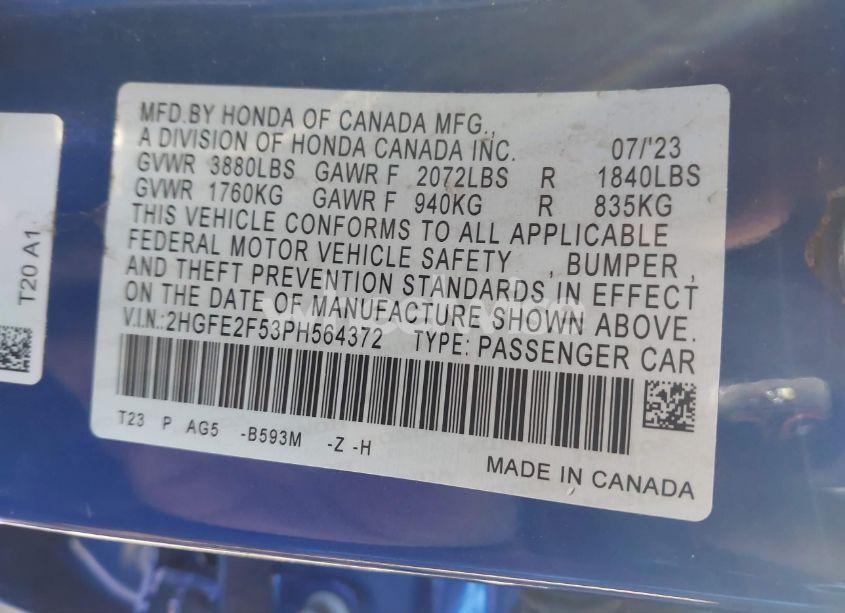 MFD.BY HONDA OF CANADA MFG.,
A DIVISION OF HONDA CANADA INC. 07/'23
GVWR 3880LBS GAWR F 2072LBS R 1840LBS
GVWR 1760KG GAWR F 940KG R 835KG
THIS VEHICLE CONFORMS TO ALL APPLICABLE
FEDERAL MOTOR VEHICLE SAFETY , BUMPER ,
AND THEFT PREVENTION STANDARDS IN EFFECT
ON THE DATE OF MANUFACTURE SHOWN ABOVE.
V.I.N.:2HGFE2F53PH564372 TYPE: PASSENGER CAR
T23 P AG5 -B593M -Z -H
MADE IN CANADA
T20 A1